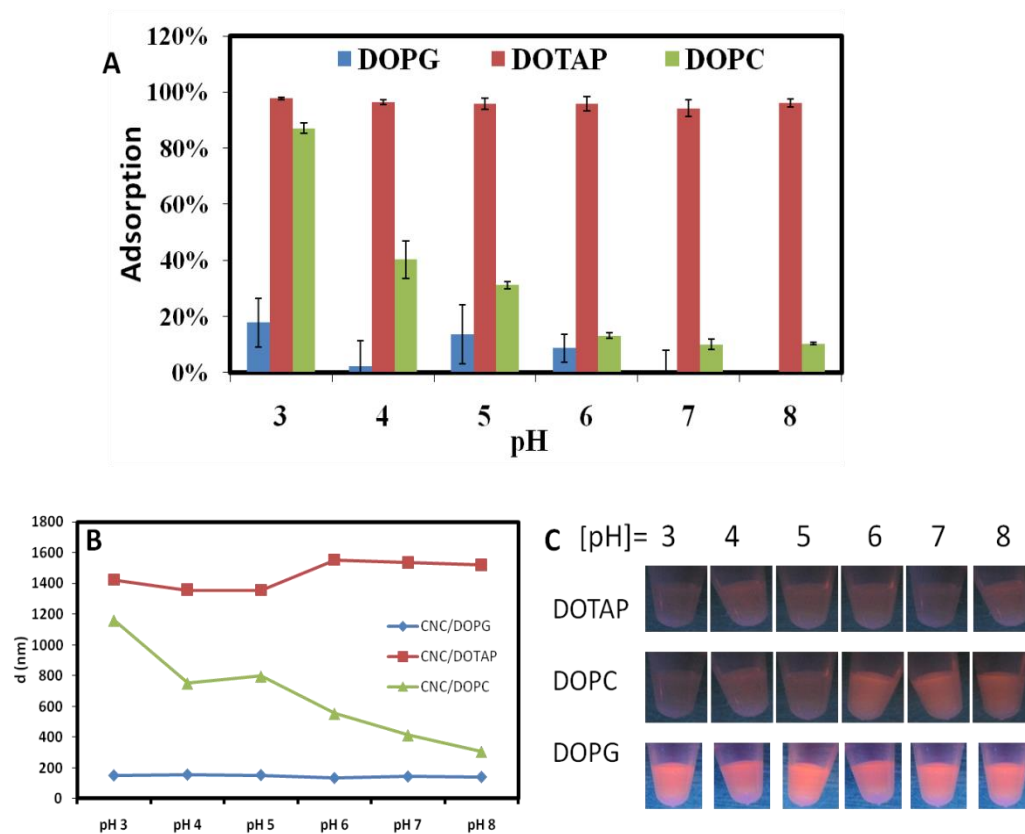 A
DOPG DOTAP DOPC
120%
100%
80%
60%
40%
20%
0%
Adsorption
3 4 5 6 7 8
pH
B
1800
1600
1400
1200
1000
800
600
400
200
0
d (nm)
CNC/DOPG
CNC/DOTAP
CNC/DOPC
pH 3 pH 4 pH 5 pH 6 pH 7 pH 8
C [pH]= 3 4 5 6 7 8
DOTAP
DOPC
DOPG